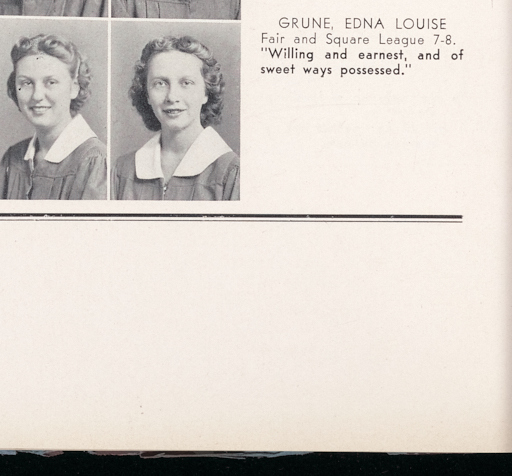 GRUNE, EDNA LOUISE
Fair and Square League 7-8.
"Willing and earnest, and of
sweet ways possessed."